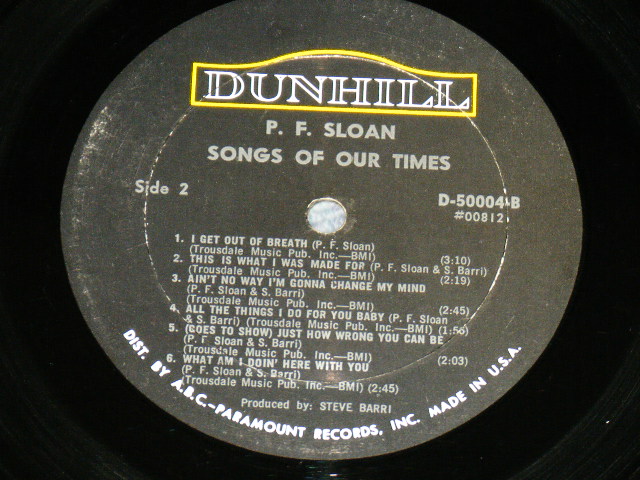 DUNHILL
P. F. SLOAN
SONGS OF OUR TIMES
Side 2
D-50004-B
#00812
1. I GET OUT OF BREATH (P. F. Sloan)
(Trousdale Music Pub. Inc.—BMI) (3:10)
2. THIS IS WHAT I WAS MADE FOR (P. F. Sloan & S. Barri)
(Trousdale Music Pub. Inc.—BMI) (2:19)
3. AIN'T NO WAY I'M GONNA CHANGE MY MIND
(P. F. Sloan & S. Barri)
(Trousdale Music Pub. Inc.—BMI) (2:45)
4. ALL THE THINGS I DO FOR YOU BABY (P. F. Sloan
& S. Barri) (Trousdale Music Pub. Inc.—BMI) (1:56)
5. (GOES TO SHOW) JUST HOW WRONG YOU CAN BE
(P. F. Sloan & S. Barri)
(Trousdale Music Pub. Inc.—BMI) (2:03)
6. WHAT AM I DOIN' HERE WITH YOU
(P. F. Sloan & S. Barri)
(Trousdale Music Pub. Inc.—BMI) (2:45)
Produced by: STEVE BARRI
DIST. BY A.B.C.—PARAMOUNT RECORDS, INC. MADE IN U.S.A.